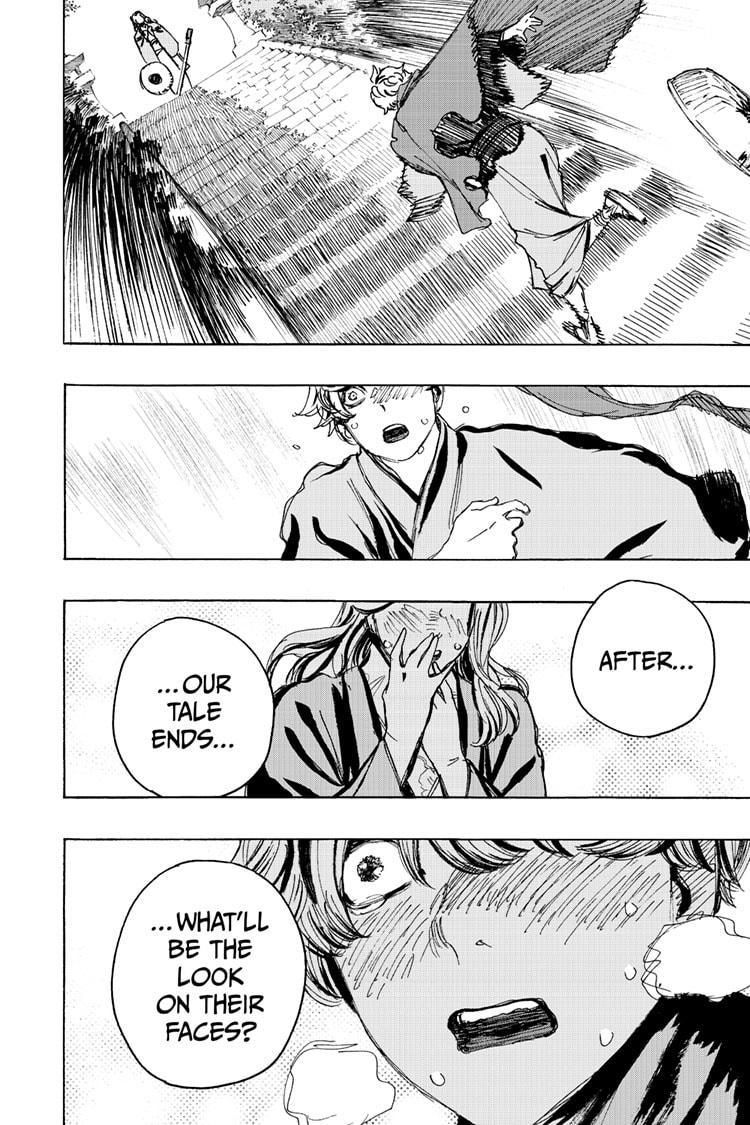 AFTER...
...OUR
TALE
ENDS...
...WHAT'LL
BE THE
LOOK
ON THEIR
FACES?